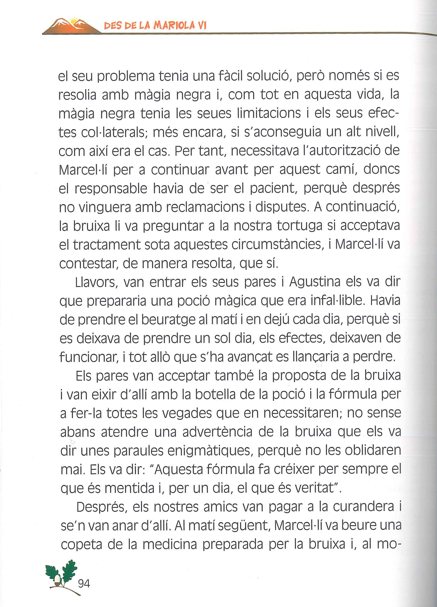 DES DE LA MARIOLA VI
el seu problema tenia una fàcil solució, però només si es
resolia amb màgia negra i, com tot en aquesta vida, la
màgia negra tenia les seues limitacions i els seus efec-
tes col·laterals; més encara, si s'aconseguia un alt nivell,
com així era el cas. Per tant, necessitava l'autorització de
Marcel·lí per a continuar avant per aquest camí, doncs
el responsable havia de ser el pacient, perquè després
no vinguera amb reclamacions i disputes. A continuació,
la bruixa li va preguntar a la nostra tortuga si acceptava
el tractament sota aquestes circumstàncies, i Marcel·lí va
contestar, de manera resolta, que sí.
Llavors, van entrar els seus pares i Agustina els va dir
que prepararia una poció màgica que era infal·lible. Havia
de prendre el beuratge al matí i en dejú cada dia, perquè si
es deixava de prendre un sol dia, els efectes, deixaven de
funcionar, i tot allò que s'ha avançat es llançaria a perdre.
Els pares van acceptar també la proposta de la bruixa
i van eixir d'allí amb la botella de la poció i la fórmula per
a fer-la totes les vegades que en necessitaren; no sense
abans atendre una advertència de la bruixa que els va
dir unes paraules enigmàtiques, perquè no les oblidaren
mai. Els va dir: "Aquesta fórmula fa créixer per sempre el
que és mentida i, per un dia, el que és veritat".
Després, els nostres amics van pagar a la curandera i
se'n van anar d'allí. Al matí següent, Marcel·lí va beure una
copeta de la medicina preparada per la bruixa i, al mo-
94